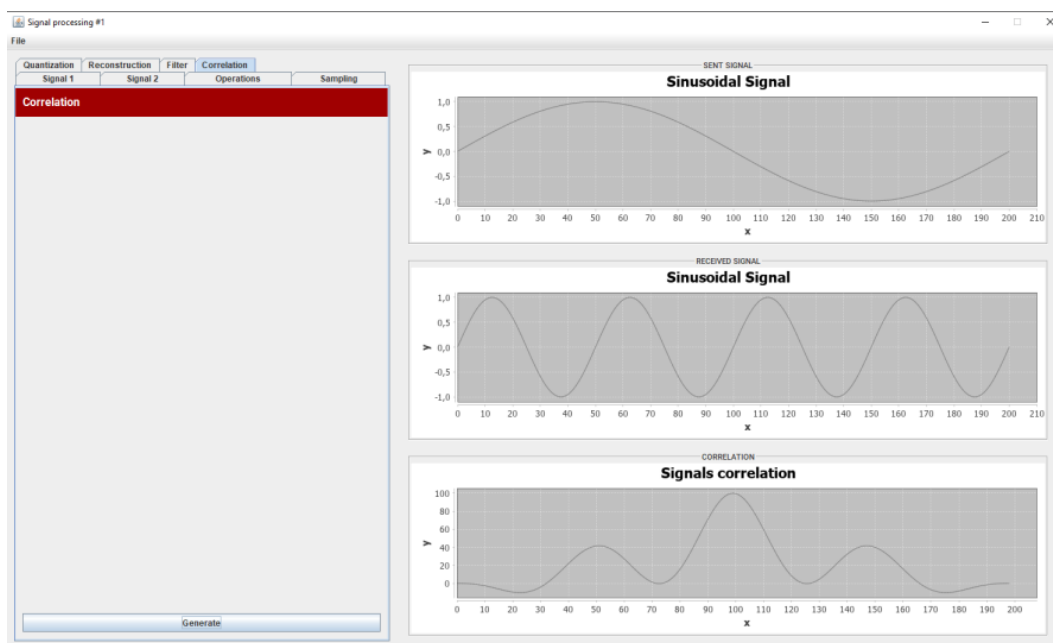 Signal processing #1
File
Quantization Reconstruction Filter Correlation
Signal 1 Signal 2 Operations Sampling
Correlation
Generate
SENT SIGNAL
Sinusoidal Signal
1,0
0,5
0,0
-0,5
-1,0
y
0 10 20 30 40 50 60 70 80 90 100 110 120 130 140 150 160 170 180 190 200 210
x
RECEIVED SIGNAL
Sinusoidal Signal
1,0
0,5
0,0
-0,5
-1,0
y
0 10 20 30 40 50 60 70 80 90 100 110 120 130 140 150 160 170 180 190 200 210
x
CORRELATION
Signals correlation
100
80
60
40
20
0
y
0 10 20 30 40 50 60 70 80 90 100 110 120 130 140 150 160 170 180 190 200
x